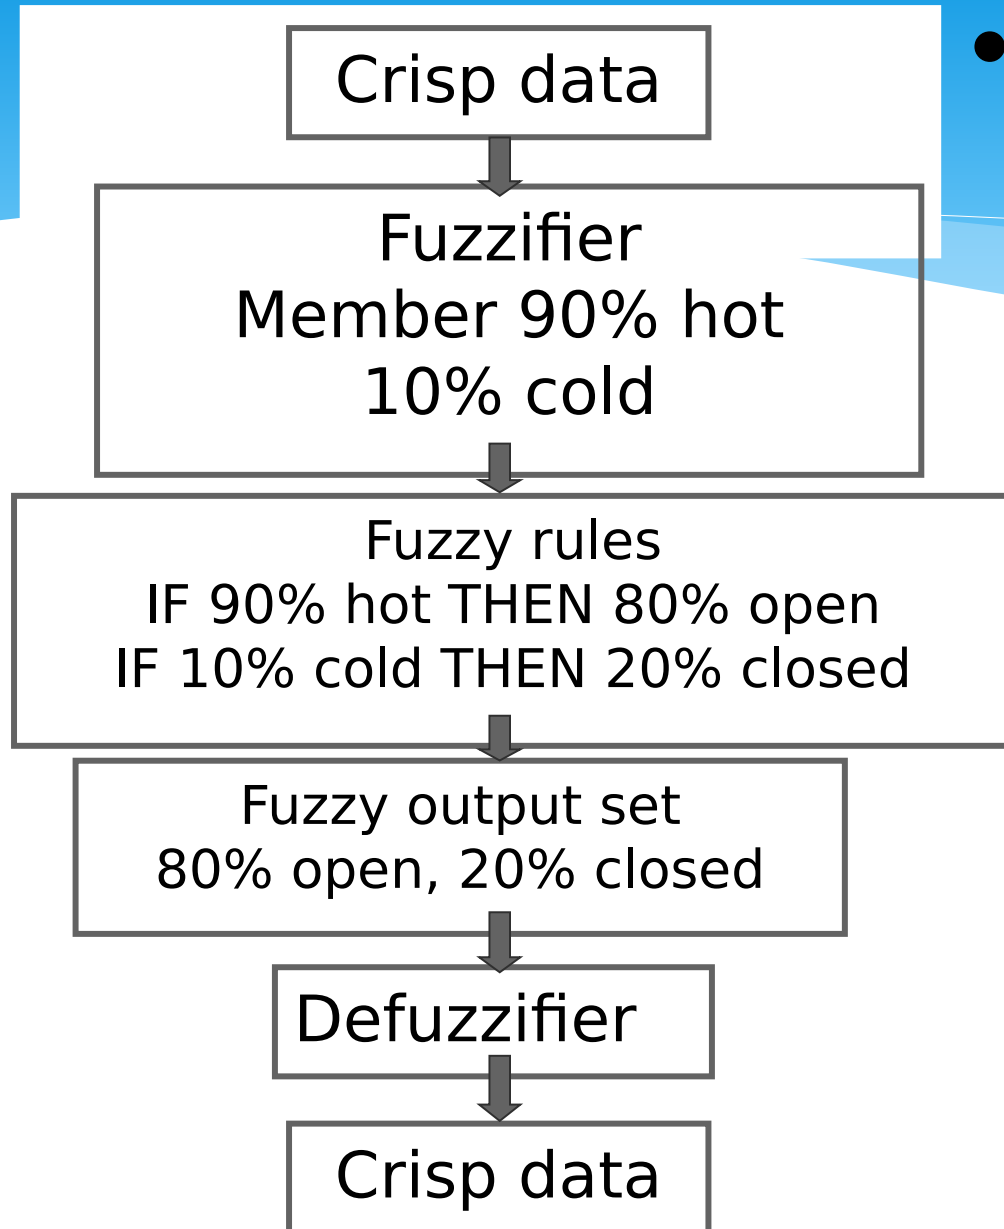 Crisp data
Fuzzifier
Member 90% hot
10% cold
Fuzzy rules
IF 90% hot THEN 80% open
IF 10% cold THEN 20% closed
Fuzzy output set
80% open, 20% closed
Defuzzifier
Crisp data